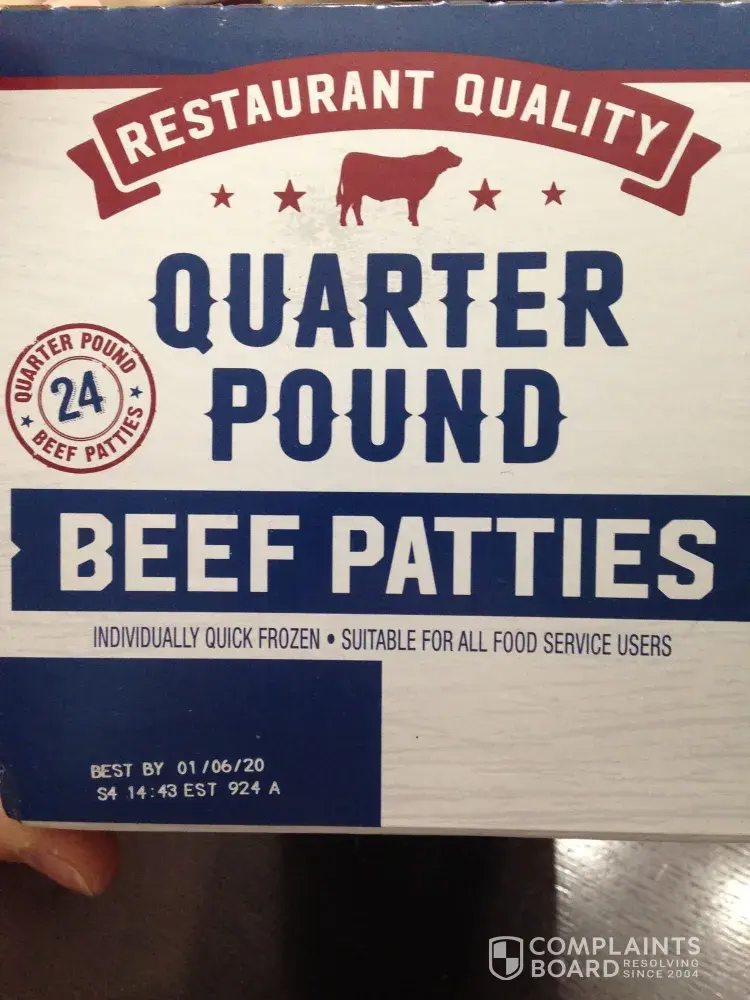 RESTAURANT QUALITY
QUARTER
POUND
QUARTER POUND
24
BEEF PATTIES
BEEF PATTIES
INDIVIDUALLY QUICK FROZEN • SUITABLE FOR ALL FOOD SERVICE USERS
BEST BY 01/06/20
S4 14:43 EST 924 A
COMPLAINTS
BOARD RESOLVING SINCE 2004